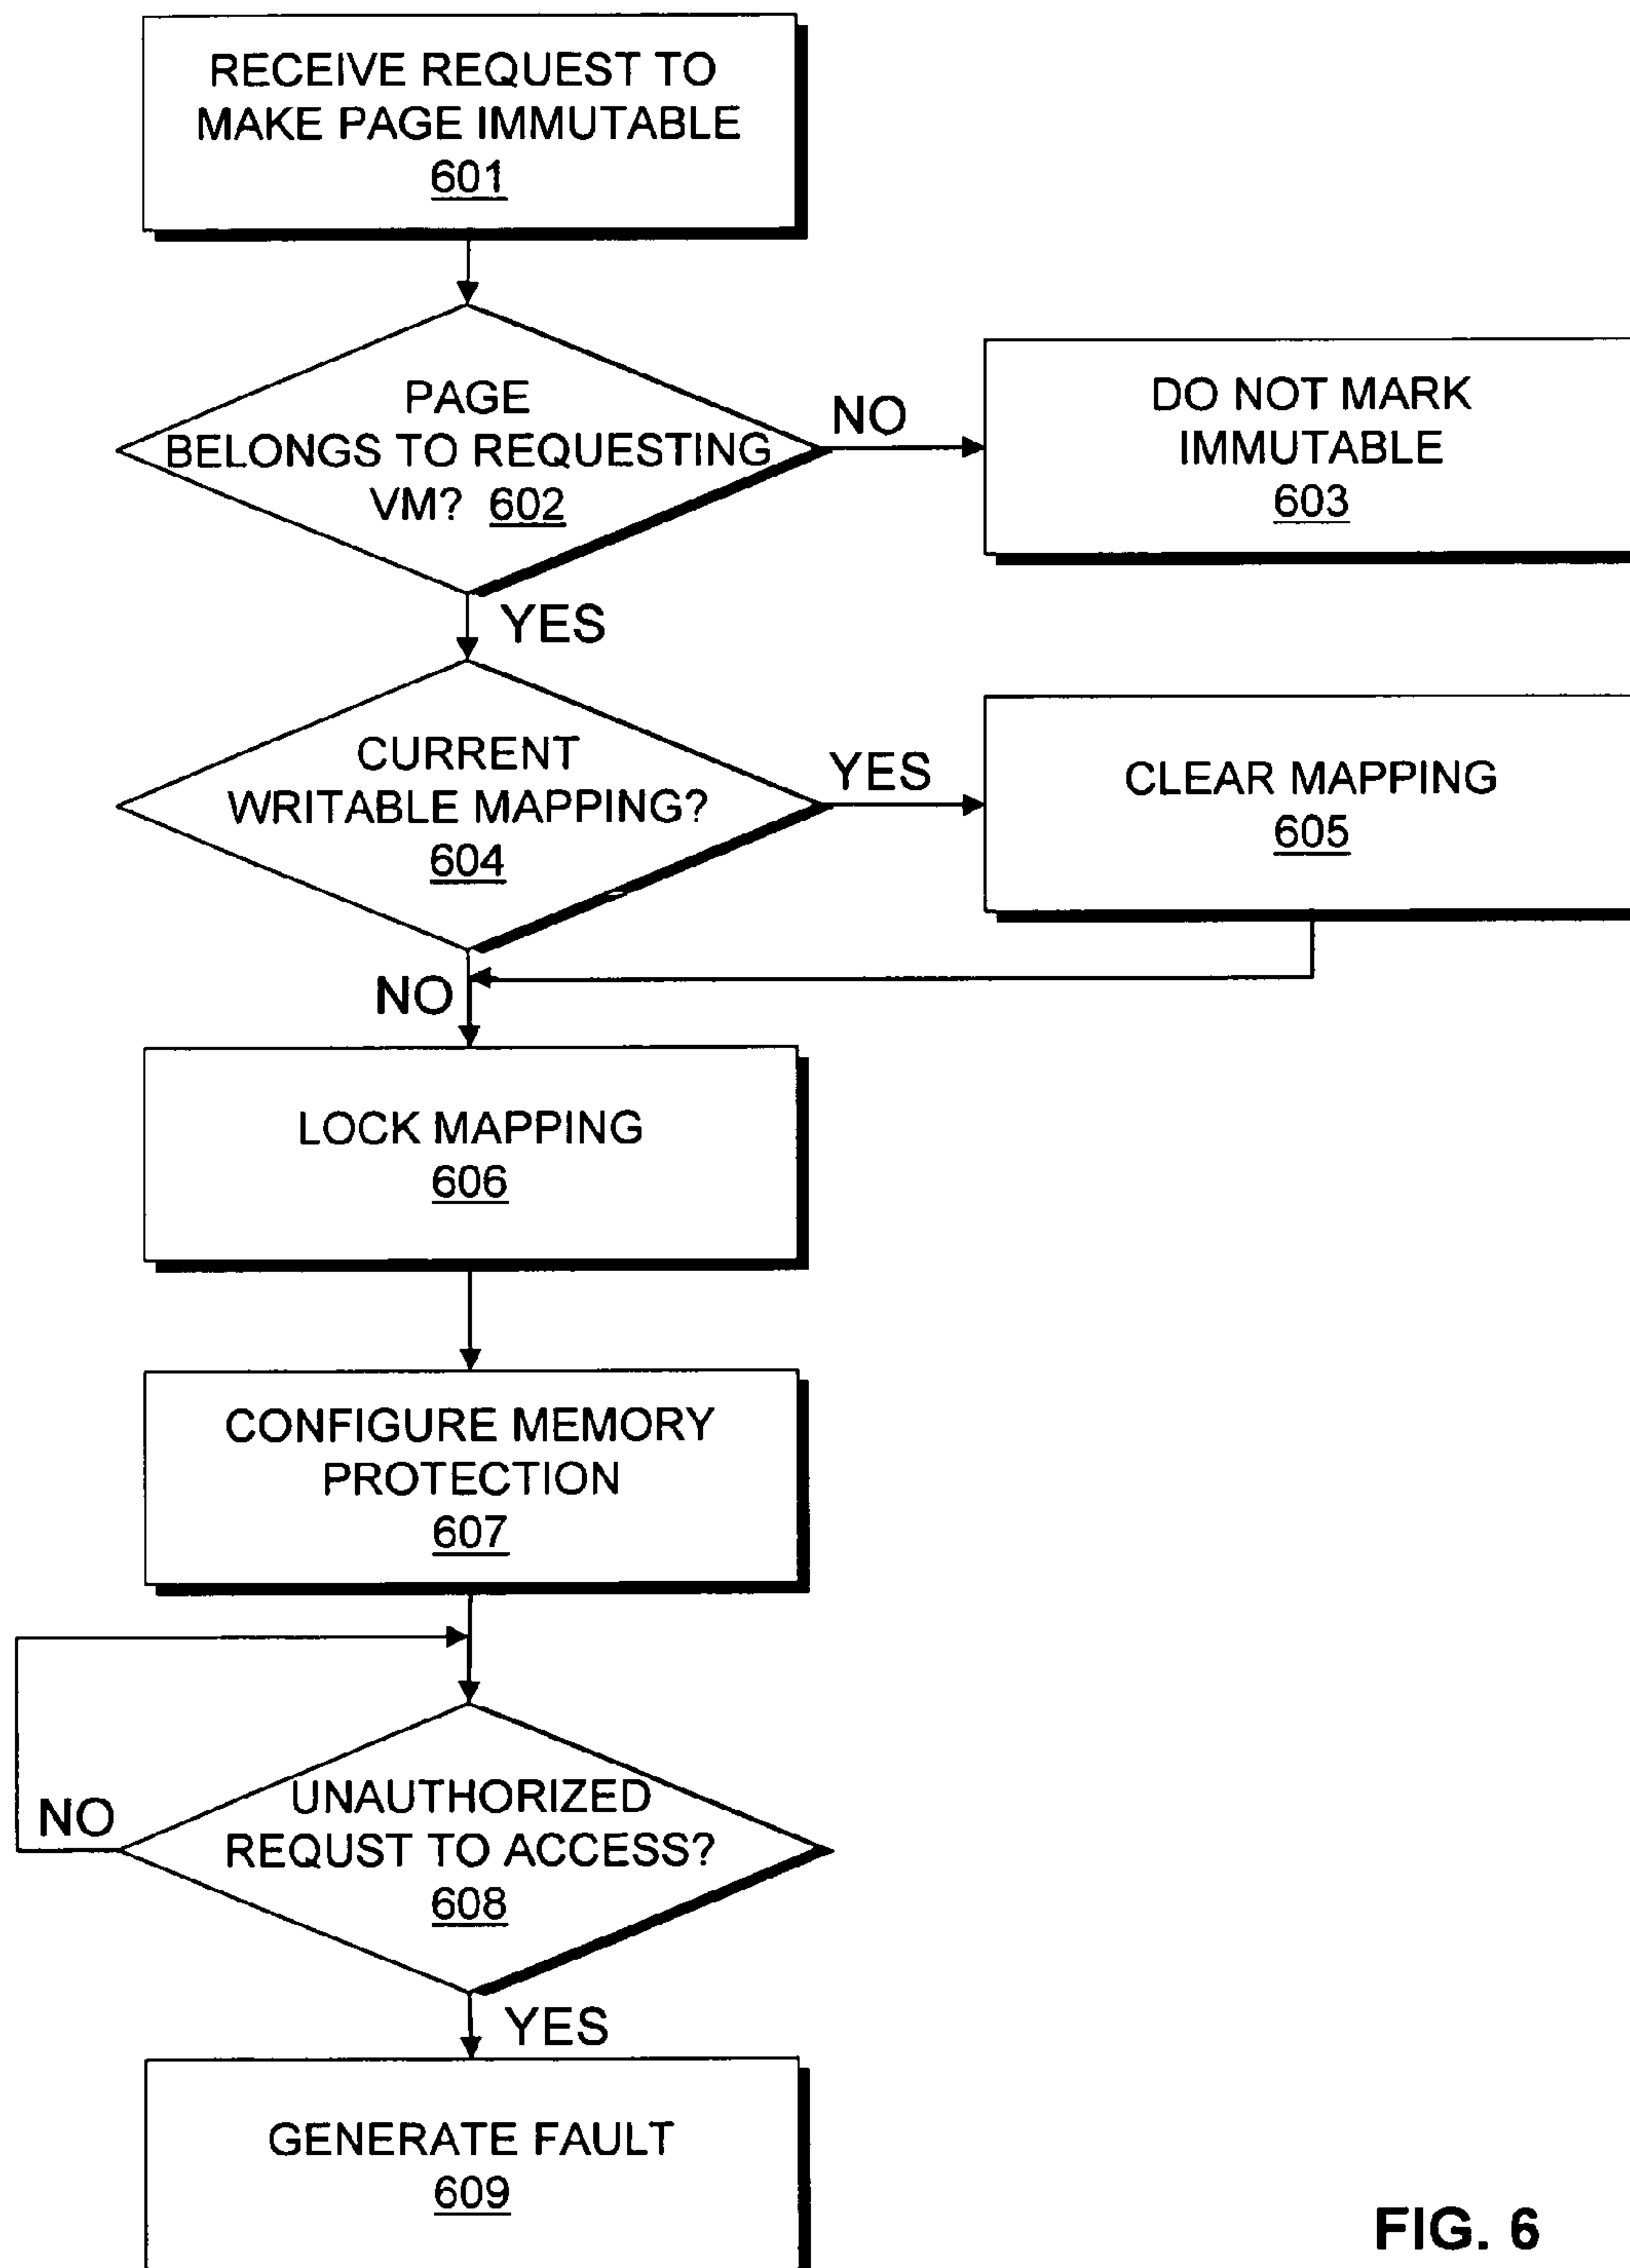 RECEIVE REQUEST TO
MAKE PAGE IMMUTABLE
601
PAGE
BELONGS TO REQUESTING
VM? 602
NO
DO NOT MARK
IMMUTABLE
603
YES
CURRENT
WRITABLE MAPPING?
604
YES
CLEAR MAPPING
605
NO
LOCK MAPPING
606
CONFIGURE MEMORY
PROTECTION
607
UNAUTHORIZED
REQUST TO ACCESS?
608
NO
YES
GENERATE FAULT
609
FIG. 6